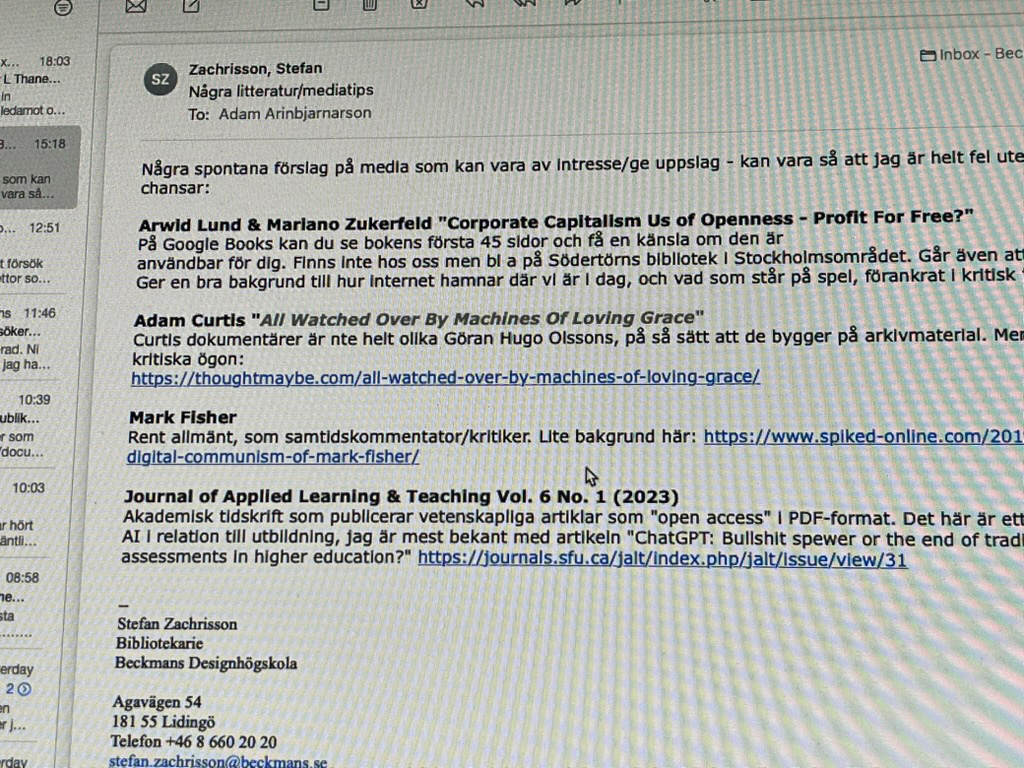 x... 18:03
L Thane...
in
ledamot o...
15:18
som kan
vara så...
12:51
t försök
ettor so...
11:46
söker...
rad. Ni
jag ha...
10:39
ublik...
r som
/docu...
10:03
ar hört
äntli...
08:58
ne...
sta
erday
2
en
er j...
rday
Inbox - Bec
SZ
Zachrisson, Stefan
Några litteratur/mediatips
To: Adam Arinbjarnarson
Några spontana förslag på media som kan vara av intresse/ge uppslag - kan vara så att jag är helt fel ute
chansar:
Arwid Lund & Mariano Zukerfeld "Corporate Capitalism Us of Openness - Profit For Free?"
På Google Books kan du se bokens första 45 sidor och få en känsla om den är
användbar för dig. Finns inte hos oss men bl a på Södertörns bibliotek i Stockholmsområdet. Går även att
Ger en bra bakgrund till hur internet hamnar där vi är i dag, och vad som står på spel, förankrat i kritisk
Adam Curtis "All Watched Over By Machines Of Loving Grace"
Curtis dokumentärer är nte helt olika Göran Hugo Olssons, på så sätt att de bygger på arkivmaterial. Mer
kritiska ögon:
https://thoughtmaybe.com/all-watched-over-by-machines-of-loving-grace/
Mark Fisher
Rent allmänt, som samtidskommentator/kritiker. Lite bakgrund här: https://www.spiked-online.com/201
digital-communism-of-mark-fisher/
Journal of Applied Learning & Teaching Vol. 6 No. 1 (2023)
Akademisk tidskrift som publicerar vetenskapliga artiklar som "open access" i PDF-format. Det här är ett
AI i relation till utbildning, jag är mest bekant med artikeln "ChatGPT: Bullshit spewer or the end of tradi
assessments in higher education?" https://journals.sfu.ca/jalt/index.php/jalt/issue/view/31
–
Stefan Zachrisson
Bibliotekarie
Beckmans Designhögskola
Agavägen 54
181 55 Lidingö
Telefon +46 8 660 20 20
stefan.zachrisson@beckmans.se